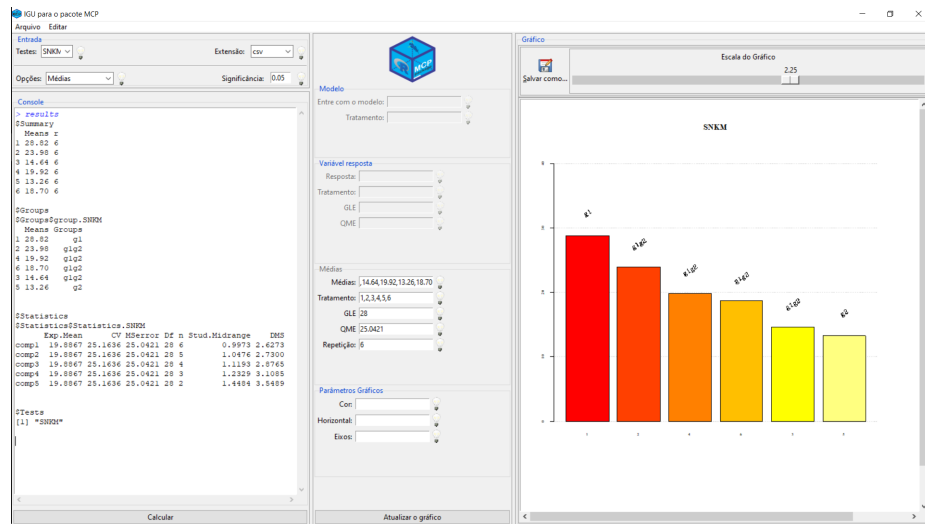 IGU para o pacote MCP
Arquivo Editar
Entrada
Testes: SNKM
Extensão: csv
Opções: Médias
Significância: 0.05
Console
> results
$Summary
Means r
1 28.82 6
2 23.98 6
3 14.64 6
4 19.92 6
5 13.26 6
6 18.70 6
$Groups
$Groups$group.SNKM
Means Groups
1 28.82 g1
2 23.98 g1g2
4 19.92 g1g2
6 18.70 g1g2
3 14.64 g1g2
5 13.26 g2
$Statistics
$Statistics$Statistics.SNKM
Exp.Mean CV MSerror Df n Stud.Midrange DMS
comp1 19.8867 25.1636 25.0421 28 6 0.9973 2.6273
comp2 19.8867 25.1636 25.0421 28 5 1.0476 2.7300
comp3 19.8867 25.1636 25.0421 28 4 1.1193 2.8765
comp4 19.8867 25.1636 25.0421 28 3 1.2329 3.1085
comp5 19.8867 25.1636 25.0421 28 2 1.4484 3.5489
$Tests
[1] "SNKM"
Calcular
R MCP
Modelo
Entre com o modelo:
Tratamento:
Variável resposta
Resposta:
Tratamento:
GLE
QME
Médias
Médias: ,14.64,19.92,13.26,18.70
Tratamento: 1,2,3,4,5,6
GLE 28
QME 25.0421
Repetição: 6
Parâmetros Gráficos
Cor:
Horizontal:
Eixos:
Atualizar o gráfico
Gráfico
Salvar como...
Escala do Gráfico
2.25
SNKM
g1
g1g2
g1g2
g1g2
g1g2
g2